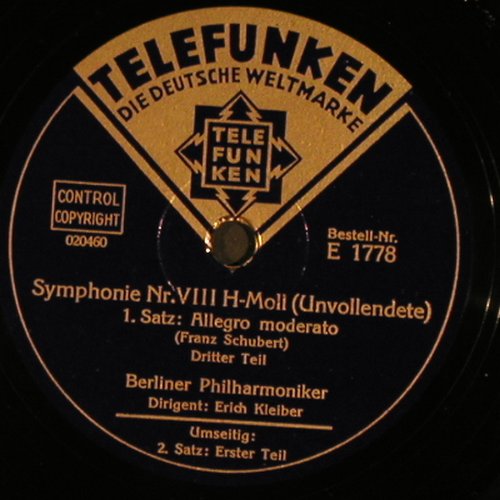 TELEFUNKEN
DIE DEUTSCHE WELTMARKE
TELE
FUN
KEN
CONTROL
COPYRIGHT
020460
Bestell-Nr.
E 1778
Symphonie Nr.VIII H-Moll (Unvollendete)
1. Satz: Allegro moderato
(Franz Schubert)
Dritter Teil
Berliner Philharmoniker
Dirigent: Erich Kleiber
Umseitig:
2. Satz: Erster Teil